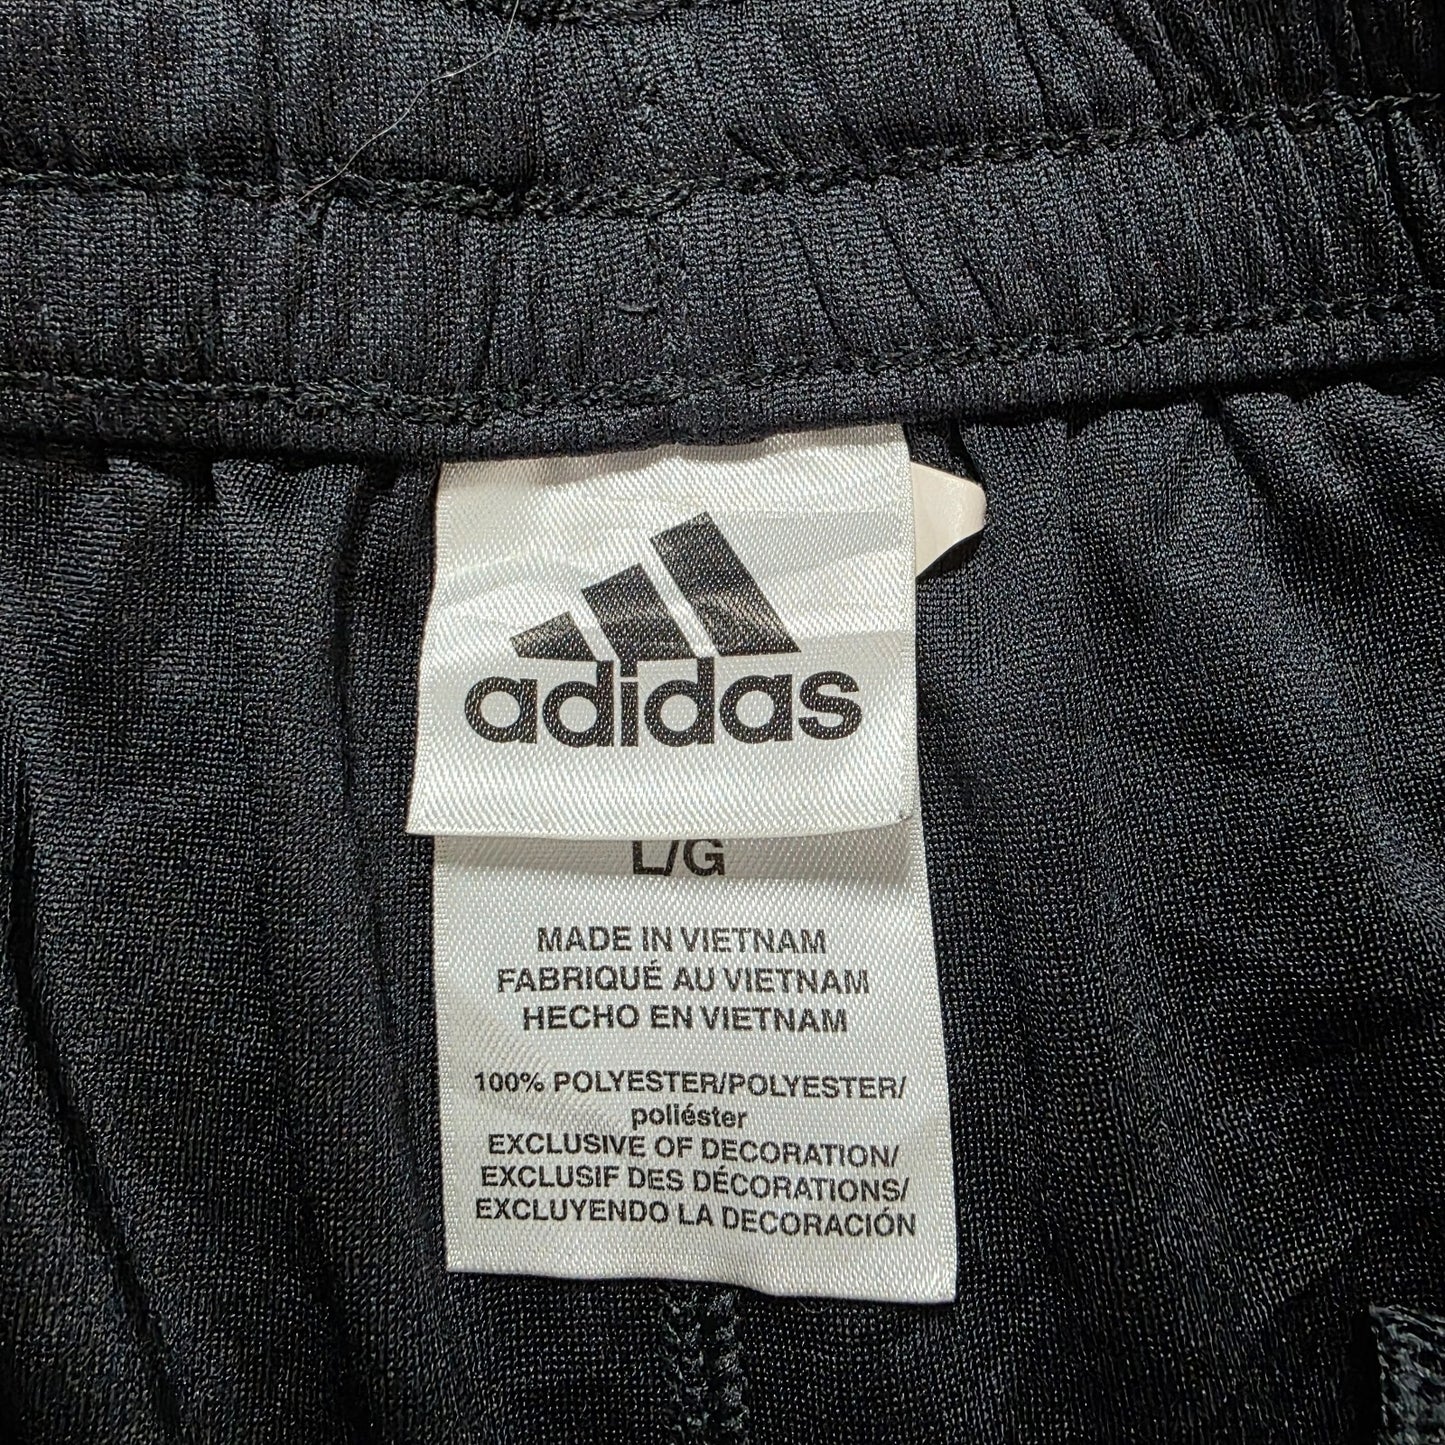 adidas
L/G
MADE IN VIETNAM
FABRIQUÉ AU VIETNAM
HECHO EN VIETNAM
100% POLYESTER/POLYESTER/
poliéster
EXCLUSIVE OF DECORATION/
EXCLUSIF DES DÉCORATIONS/
EXCLUYENDO LA DECORACIÓN